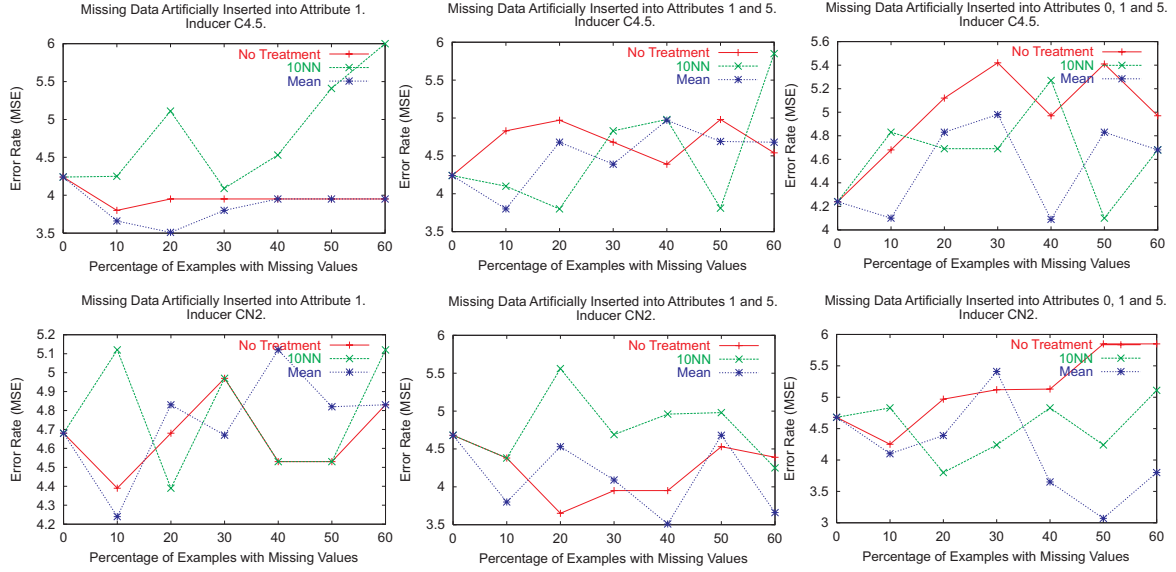 Missing Data Artificially Inserted into Attribute 1.
Inducer C4.5.
No Treatment
10NN
Mean
6
5.5
5
4.5
4
3.5
Error Rate (MSE)
0 10 20 30 40 50 60
Percentage of Examples with Missing Values
Missing Data Artificially Inserted into Attributes 1 and 5.
Inducer C4.5.
No Treatment
10NN
Mean
6
5.5
5
4.5
4
3.5
Error Rate (MSE)
0 10 20 30 40 50 60
Percentage of Examples with Missing Values
Missing Data Artificially Inserted into Attributes 0, 1 and 5.
Inducer C4.5.
No Treatment
10NN
Mean
5.6
5.4
5.2
5
4.8
4.6
4.4
4.2
4
Error Rate (MSE)
0 10 20 30 40 50 60
Percentage of Examples with Missing Values
Missing Data Artificially Inserted into Attribute 1.
Inducer CN2.
No Treatment
10NN
Mean
5.2
5.1
5
4.9
4.8
4.7
4.6
4.5
4.4
4.3
4.2
Error Rate (MSE)
0 10 20 30 40 50 60
Percentage of Examples with Missing Values
Missing Data Artificially Inserted into Attributes 1 and 5.
Inducer CN2.
No Treatment
10NN
Mean
6
5.5
5
4.5
4
3.5
Error Rate (MSE)
0 10 20 30 40 50 60
Percentage of Examples with Missing Values
Missing Data Artificially Inserted into Attributes 0, 1 and 5.
Inducer CN2.
No Treatment
10NN
Mean
6
5.5
5
4.5
4
3.5
3
Error Rate (MSE)
0 10 20 30 40 50 60
Percentage of Examples with Missing Values